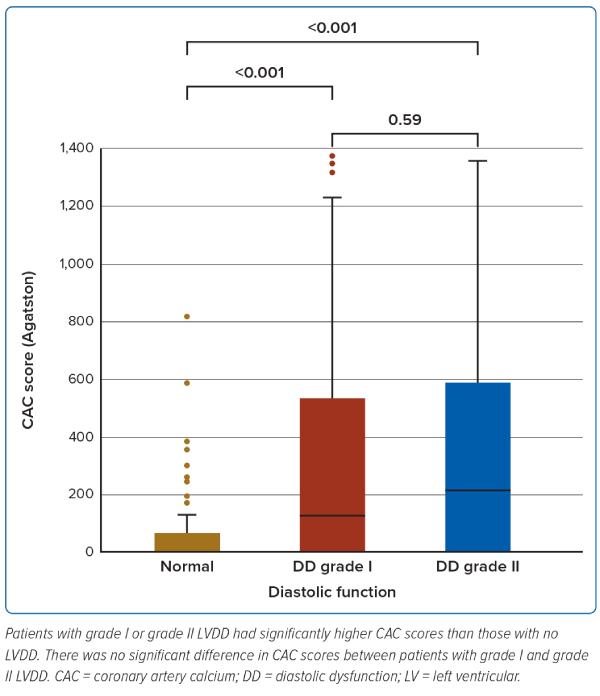 <0.001
<0.001
0.59
1,400
1,200
1,000
800
600
400
200
0
CAC score (Agatston)
Normal
DD grade I
DD grade II
Diastolic function
Patients with grade I or grade II LVDD had significantly higher CAC scores than those with no
LVDD. There was no significant difference in CAC scores between patients with grade I and grade
II LVDD. CAC = coronary artery calcium; DD = diastolic dysfunction; LV = left ventricular.